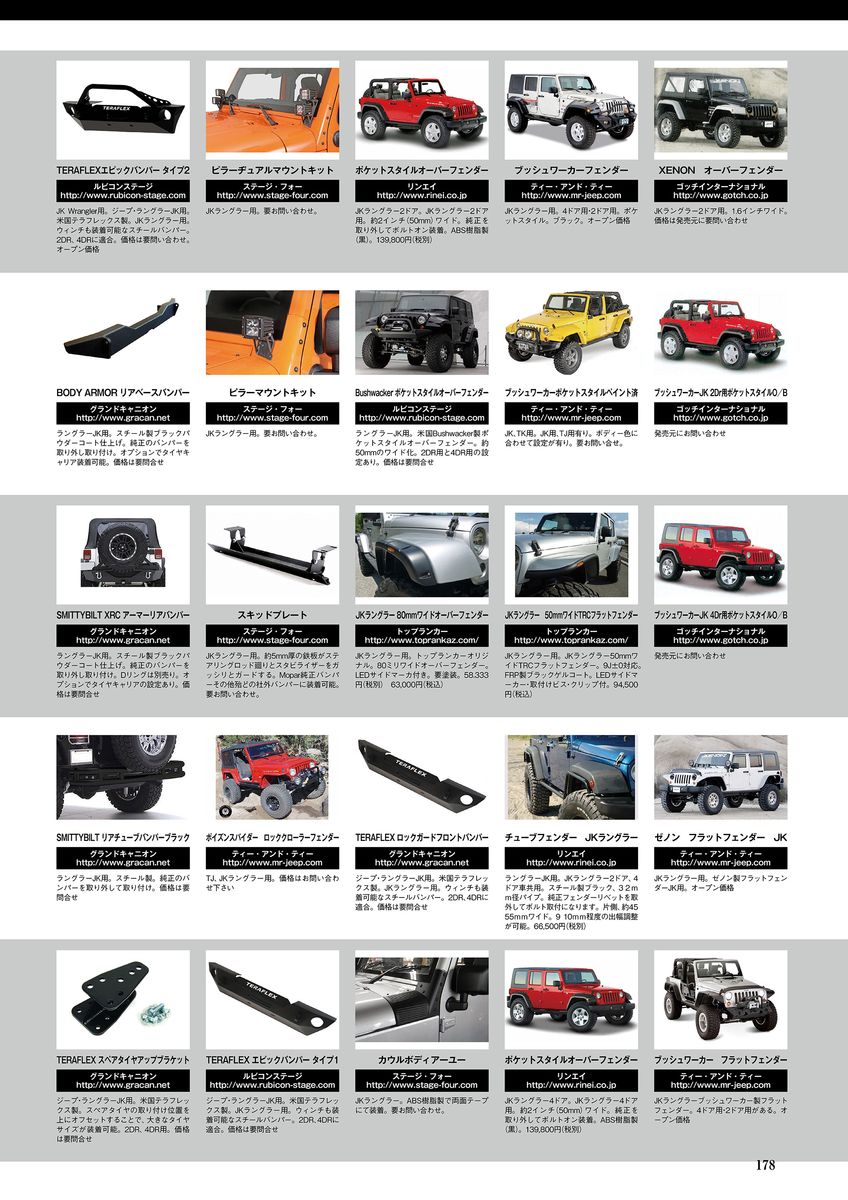 TERAFLEX
XENON
TERAFLEXエピックバンパー タイプ2
ルビコンステージ
http://www.rubicon-stage.com
JK Wrangler用。ジープ・ラングラーJK用。
米国テラフレックス製。JKラングラー用。
ウィンチも装着可能なスチールバンパー。
2DR、4DRに適合。価格は要問い合わせ。
オープン価格
ピラーデュアルマウントキット
ステージ・フォー
http://www.stage-four.com
JKラングラー用。要お問い合わせ。
ポケットスタイルオーバーフェンダー
リンエイ
http://www.rinei.co.jp
JKラングラー2ドア。JKラングラー2ドア
用。約2インチ(50mm)ワイド。純正を
取り外してボルトオン装着。ABS樹脂製
(黒)。139,800円(税別)
ブッシュワーカーフェンダー
ティー・アンド・ティー
http://www.mr-jeep.com
JKラングラー用。4ドア用・2ドア用。ポケ
ットスタイル。ブラック。オープン価格
XENON オーバーフェンダー
ゴッチインターナショナル
http://www.gotch.co.jp
JKラングラー2ドア用。1.6インチワイド。
価格は発売元に要問い合わせ
BODY ARMOR リアベースバンパー
グランドキャニオン
http://www.gracan.net
ラングラーJK用。スチール製ブラックパ
ウダーコート仕上げ。純正のバンパーを
取り外し取り付け。オプションでタイヤキ
ャリア装着可能。価格は要問合せ
ピラーマウントキット
ステージ・フォー
http://www.stage-four.com
JKラングラー用。要お問い合わせ。
Bushwacker ポケットスタイルオーバーフェンダー
ルビコンステージ
http://www.rubicon-stage.com
ラングラーJK用。米国Bushwacker製ポ
ケットスタイルオーバーフェンダー。約
50mmのワイド化。2DR用と4DR用の設
定あり。価格は要問合せ
ブッシュワーカーポケットスタイルペイント済
ティー・アンド・ティー
http://www.mr-jeep.com
JK、TK用。JK用、TJ用有り。ボディー色に
合わせて設定が有り。要お問い合せ。
ブッシュワーカーJK 2Dr用ポケットスタイルO/B
ゴッチインターナショナル
http://www.gotch.co.jp
発売元にお問い合わせ
SMITTYBILT XRC アーマーリアバンパー
グランドキャニオン
http://www.gracan.net
ラングラーJK用。スチール製ブラックパ
ウダーコート仕上げ。純正のバンパーを
取り外し取り付け。Dリングは別売り。オ
プションでタイヤキャリアの設定あり。価
格は要問合せ
スキッドプレート
ステージ・フォー
http://www.stage-four.com
JKラングラー用。約5mm厚の鉄板がステ
アリングロッド廻りとスタビライザーをガ
ッシリとガードする。Mopar純正バンパ
ーその他殆どの社外バンパーに装着可能。
要お問い合わせ。
JKラングラー 80mmワイドオーバーフェンダー
トップランカー
http://www.toprankaz.com/
JKラングラー用。トップランカーオリジ
ナル。80ミリワイドオーバーフェンダー。
LEDサイドマーカ付き。要塗装。58.333
円(税別) 63,000円(税込)
JKラングラー 50mmワイドTRCフラットフェンダー
トップランカー
http://www.toprankaz.com/
JKラングラー用。JKラングラー50mmワ
イドTRCフラットフェンダー。9J±0対応。
FRP製ブラックゲルコート。LEDサイドマ
ーカー・取付けビス・クリップ付。94,500
円(税込)
ブッシュワーカーJK 4Dr用ポケットスタイルO/B
ゴッチインターナショナル
http://www.gotch.co.jp
発売元にお問い合わせ
TERAFLEX
SMITTYBILT リアチューブバンパーブラック
グランドキャニオン
http://www.gracan.net
ラングラーJK用。スチール製。純正のバ
ンパーを取り外して取り付け。価格は要
問合せ
ポイズンスパイダー ロッククローラーフェンダー
ティー・アンド・ティー
http://www.mr-jeep.com
TJ、JKラングラー用。価格はお問い合わ
せ下さい
TERAFLEX ロックガードフロントバンパー
グランドキャニオン
http://www.gracan.net
ジープ・ラングラーJK用。米国テラフレッ
クス製。JKラングラー用。ウィンチも装
着可能なスチールバンパー。2DR、4DRに
適合。価格は要問合せ
チューブフェンダー JKラングラー
リンエイ
http://www.rinei.co.jp
ラングラーJK用。JKラングラー2ドア、4
ドア車共用。スチール製ブラック、32m
m径パイプ。純正フェンダーリベットを取
外してボルト取付になります。片側、約45
55mmワイド。9 10mm程度の出幅調整
が可能。66,500円(税別)
ゼノン フラットフェンダー JK
ティー・アンド・ティー
http://www.mr-jeep.com
JKラングラー用。ゼノン製フラットフェン
ダーJK用。オープン価格
TERAFLEX
TERAFLEX スペアタイヤアップブラケット
グランドキャニオン
http://www.gracan.net
ジープ・ラングラーJK用。米国テラフレッ
クス製。スペアタイヤの取り付け位置を
上にオフセットすることで、大きなタイヤ
サイズが装着可能。2DR、4DR用。価格
は要問合せ
TERAFLEX エピックバンパー タイプ1
ルビコンステージ
http://www.rubicon-stage.com
ジープ・ラングラーJK用。米国テラフレッ
クス製。JKラングラー用。ウィンチも装
着可能なスチールバンパー。2DR、4DRに
適合。価格は要問合せ
カウルボディアーユー
ステージ・フォー
http://www.stage-four.com
JKラングラー。ABS樹脂製で両面テープ
にて装着。要お問い合わせ。
ポケットスタイルオーバーフェンダー
リンエイ
http://www.rinei.co.jp
JKラングラー4ドア。JKラングラー4ドア
用。約2インチ(50mm)ワイド。純正を
取り外してボルトオン装着。ABS樹脂製
(黒)。139,800円(税別)
ブッシュワーカー フラットフェンダー
ティー・アンド・ティー
http://www.mr-jeep.com
JKラングラーブッシュワーカー製フラット
フェンダー。4ドア用・2ドア用がある。オ
ープン価格
178